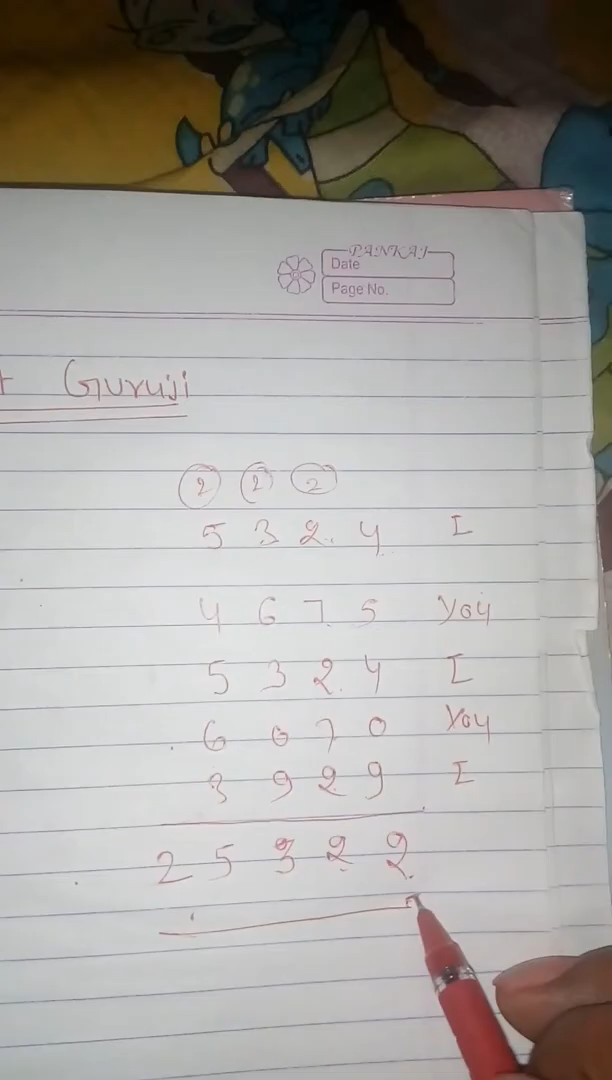 PANKAJ
Date
Page No.
Guruji
2 2 2
5 3 2 4 I
4 6 7 5 You
5 3 2 4 I
6 0 7 0 You
3 9 2 9 I
2 5 3 2 2